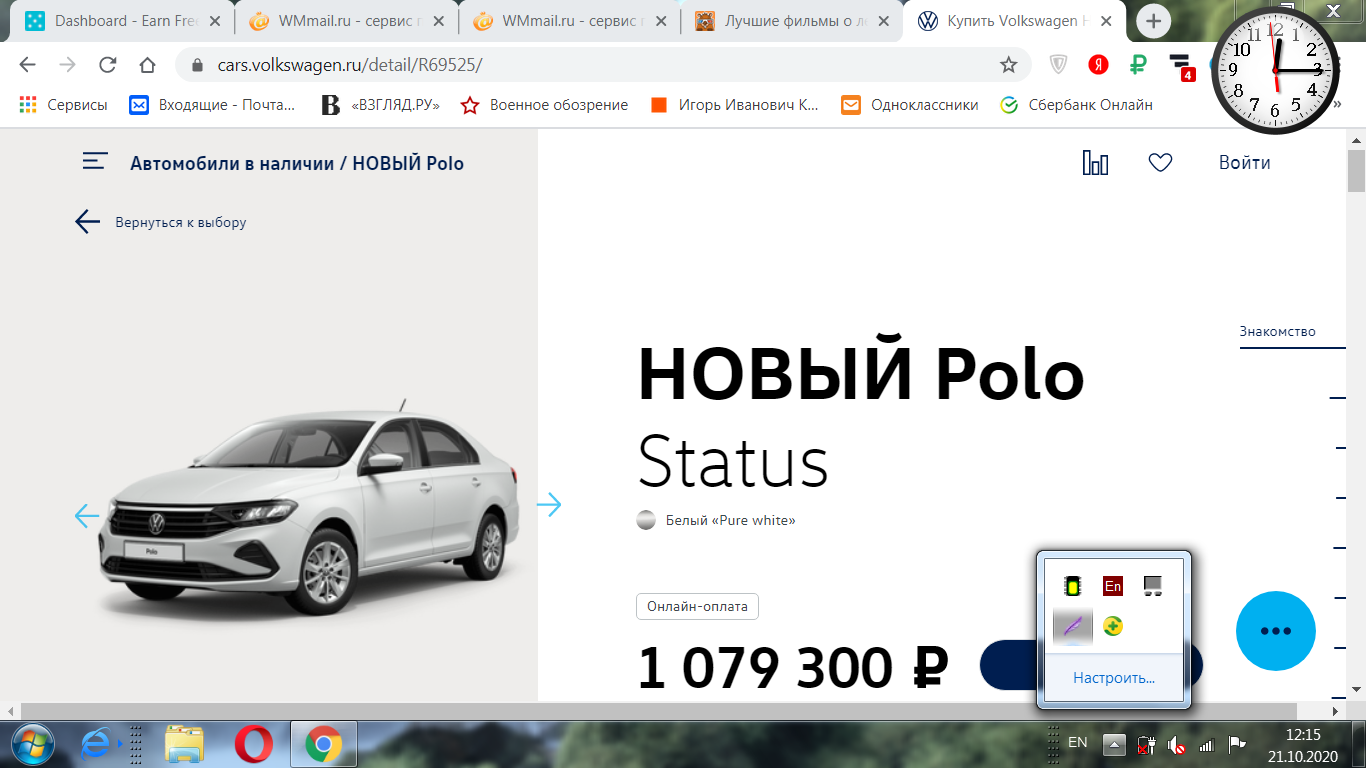 Dashboard - Earn Fre
WMmail.ru - сервис п
WMmail.ru - сервис п
Лучшие фильмы о л
Купить Volkswagen Н
cars.volkswagen.ru/detail/R69525/
Я
4
Сервисы
Входящие - Почта...
В
«ВЗГЛЯД.РУ»
Военное обозрение
Игорь Иванович К...
Одноклассники
Сбербанк Онлайн
»
12 1 2 3 4 5 6 7 8 9 10 11
Автомобили в наличии / НОВЫЙ Polo
Войти
Вернуться к выбору
Знакомство
НОВЫЙ Polo
Status
Белый «Pure white»
Polo
Онлайн-оплата
1 079 300 ₽
En
Настроить...
EN
12:15
21.10.2020